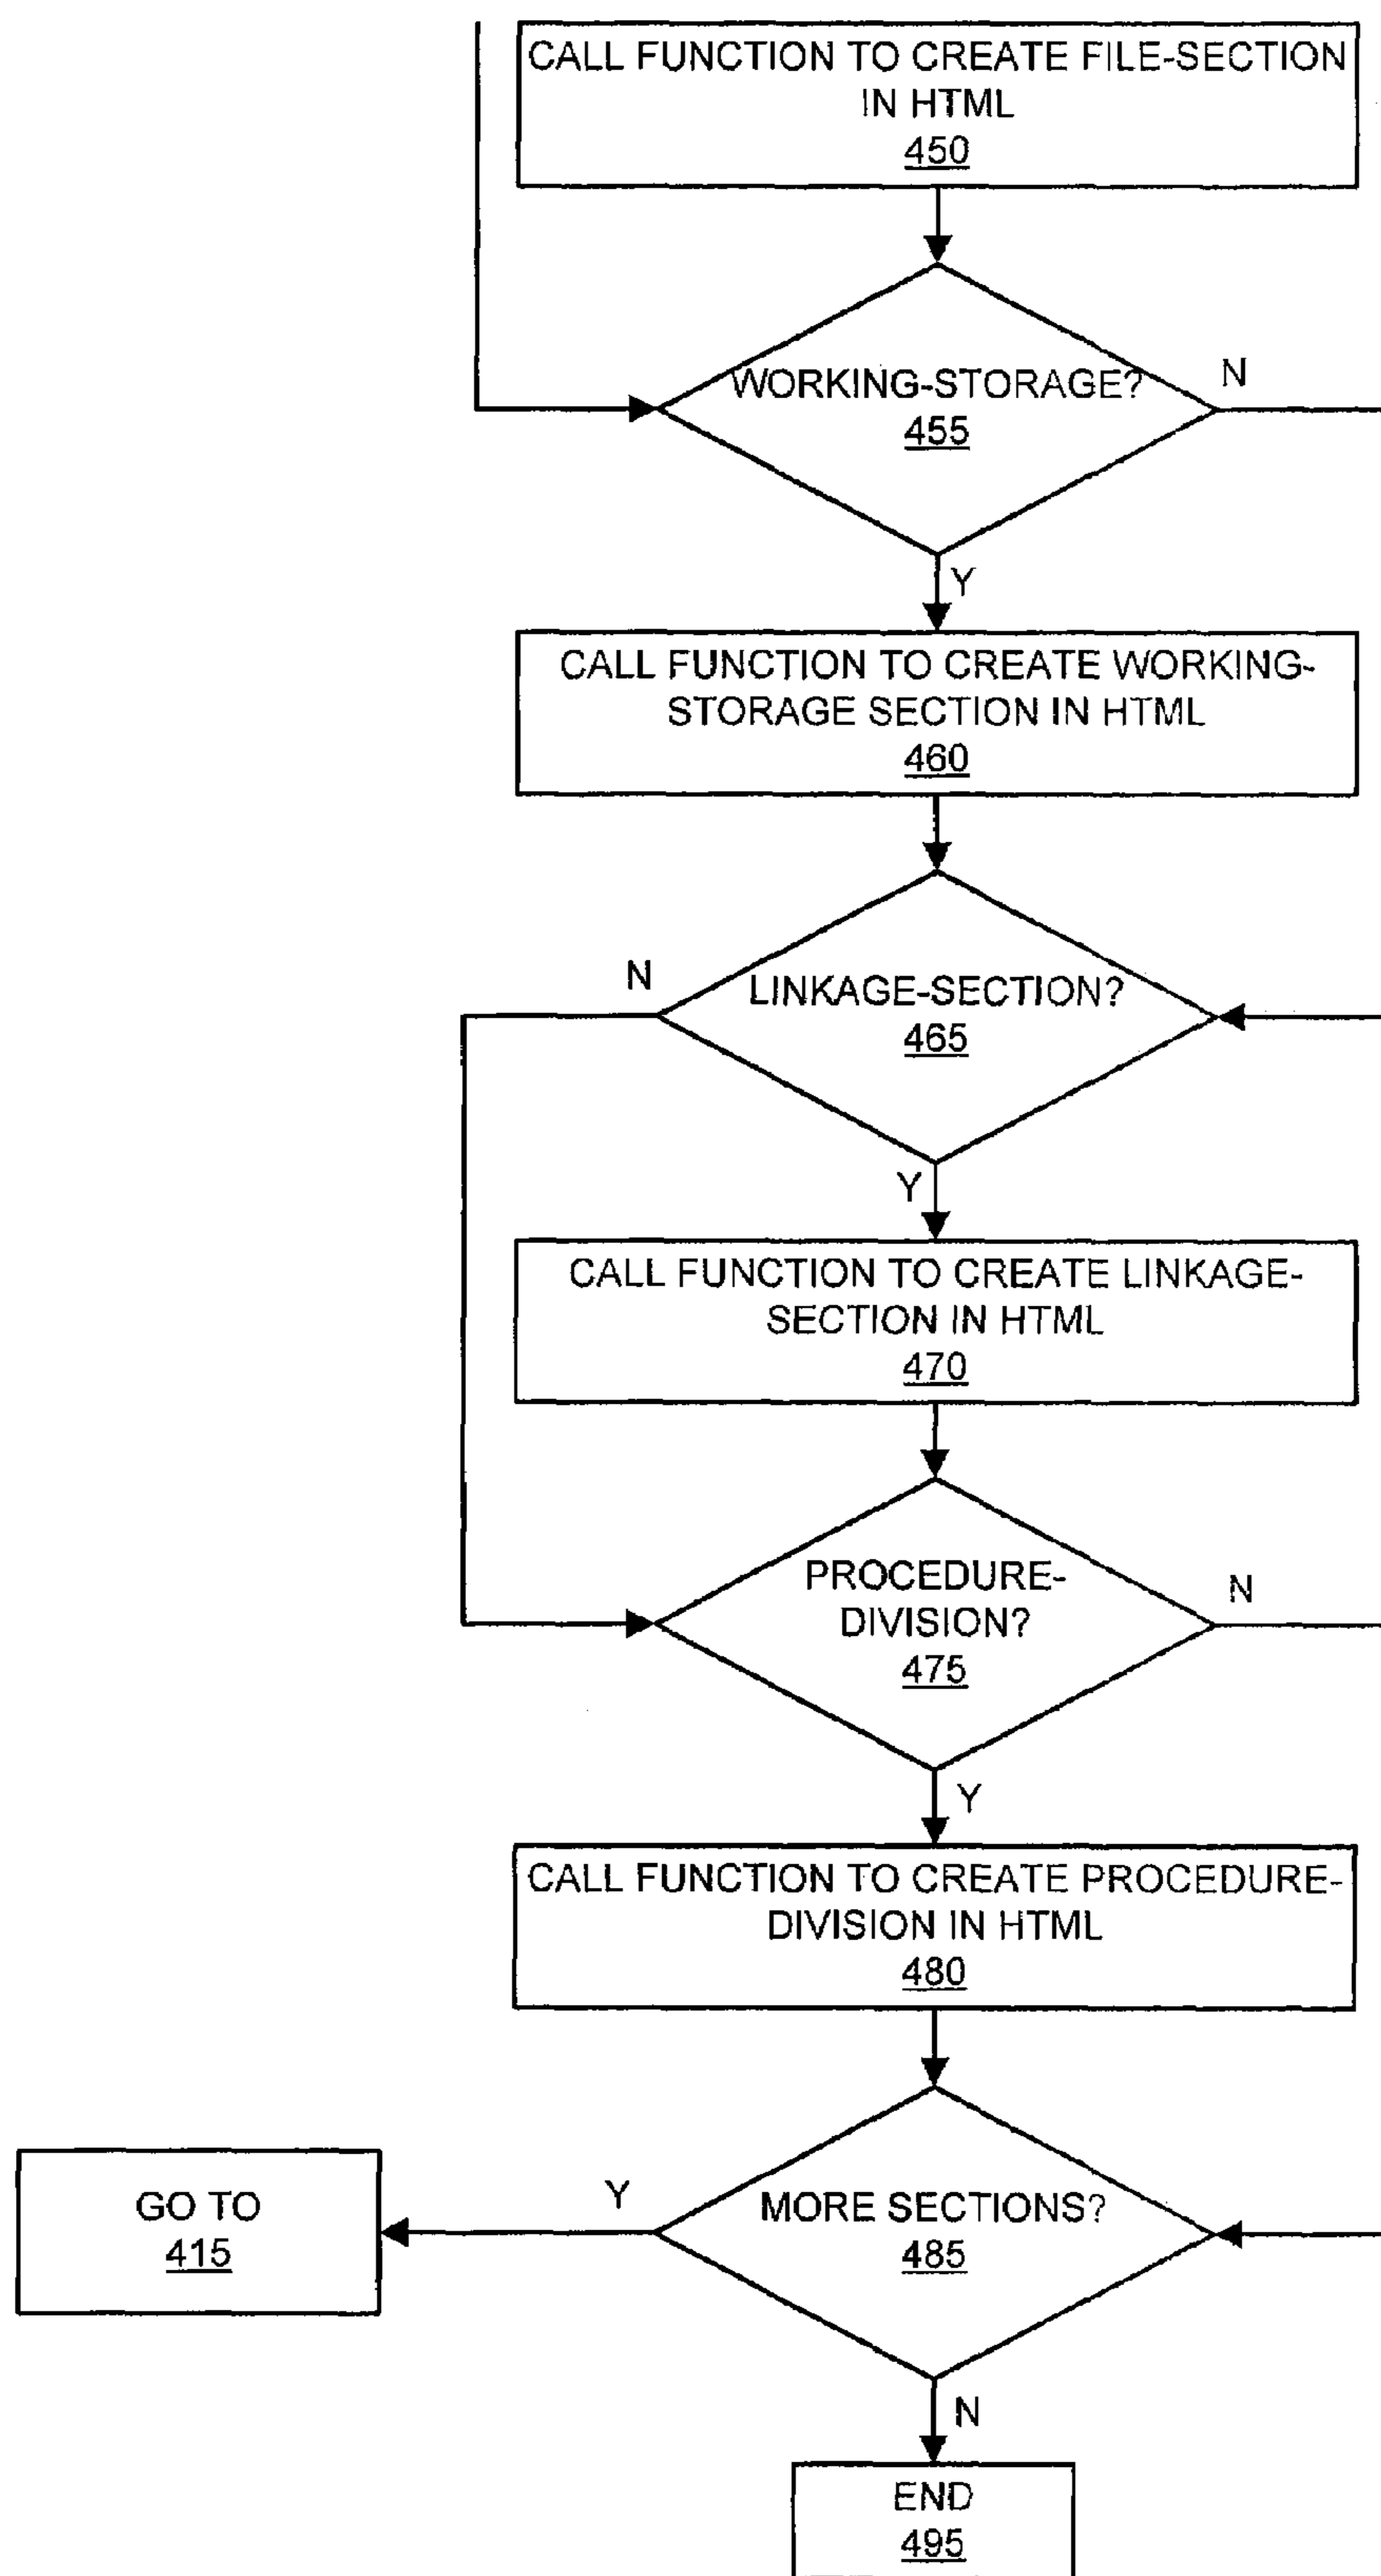 CALL FUNCTION TO CREATE FILE-SECTION
IN HTML
450
WORKING-STORAGE?
455
N
Y
CALL FUNCTION TO CREATE WORKING-
STORAGE SECTION IN HTML
460
N
LINKAGE-SECTION?
465
Y
CALL FUNCTION TO CREATE LINKAGE-
SECTION IN HTML
470
PROCEDURE-
DIVISION?
475
N
Y
CALL FUNCTION TO CREATE PROCEDURE-
DIVISION IN HTML
480
GO TO
415
Y
MORE SECTIONS?
485
N
END
495